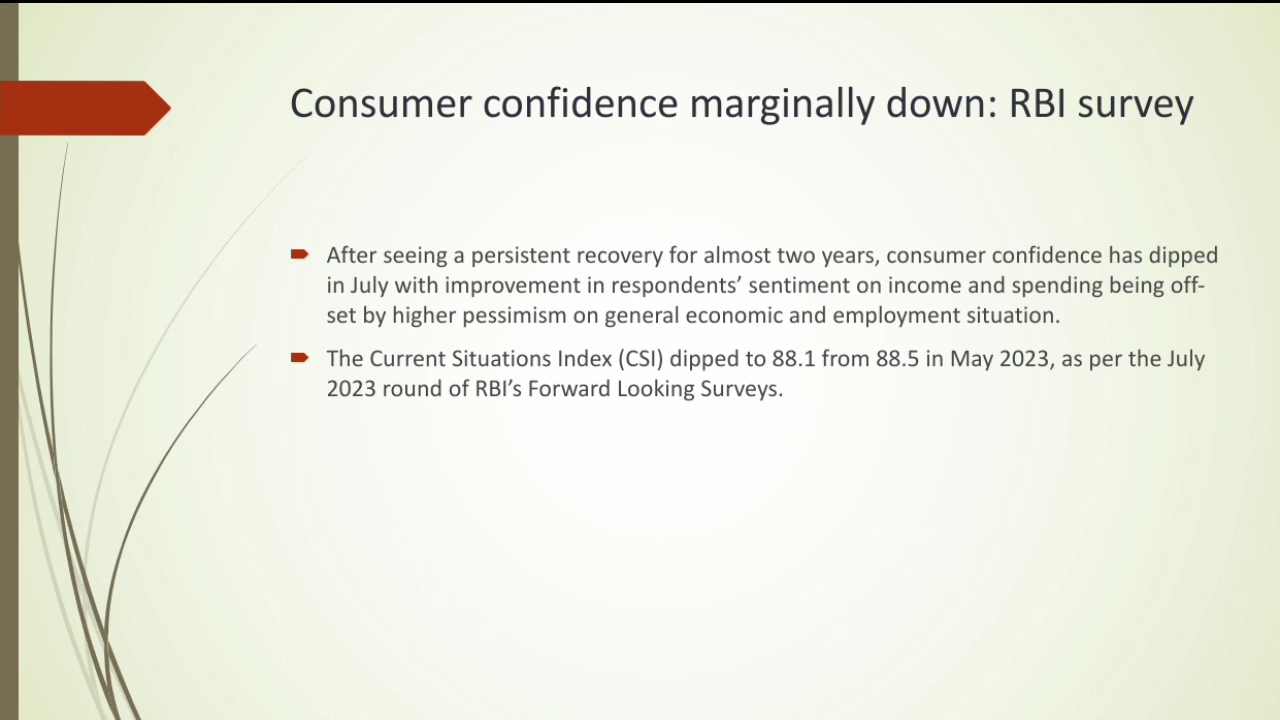 Consumer confidence marginally down: RBI survey
After seeing a persistent recovery for almost two years, consumer confidence has dipped
in July with improvement in respondents’ sentiment on income and spending being off-
set by higher pessimism on general economic and employment situation.
The Current Situations Index (CSI) dipped to 88.1 from 88.5 in May 2023, as per the July
2023 round of RBI’s Forward Looking Surveys.